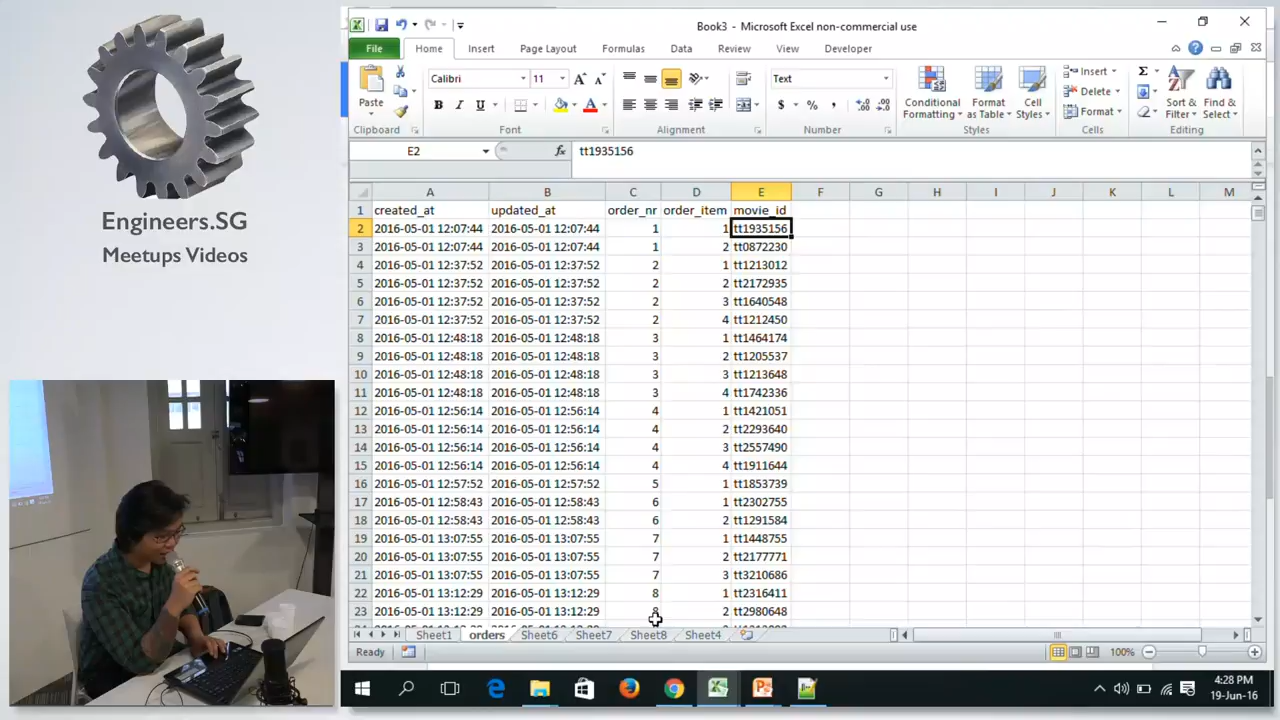 Engineers.SG
Meetups Videos
Book3 - Microsoft Excel non-commercial use
File Home Insert Page Layout Formulas Data Review View Developer
Paste
Calibri 11
Text
Conditional Formatting
Format as Table
Cell Styles
Insert
Delete
Format
Sort & Filter
Find & Select
Clipboard Font Alignment Number Styles Cells Editing
E2 fx tt1935156
A B C D E F G H I J K L M
1 created_at updated_at order_nr order_item movie_id
2 2016-05-01 12:07:44 2016-05-01 12:07:44 1 1 tt1935156
3 2016-05-01 12:07:44 2016-05-01 12:07:44 1 2 tt0872230
4 2016-05-01 12:37:52 2016-05-01 12:37:52 2 1 tt1213012
5 2016-05-01 12:37:52 2016-05-01 12:37:52 2 2 tt2172935
6 2016-05-01 12:37:52 2016-05-01 12:37:52 2 3 tt1640548
7 2016-05-01 12:37:52 2016-05-01 12:37:52 2 4 tt1212450
8 2016-05-01 12:48:18 2016-05-01 12:48:18 3 1 tt1464174
9 2016-05-01 12:48:18 2016-05-01 12:48:18 3 2 tt1205537
10 2016-05-01 12:48:18 2016-05-01 12:48:18 3 3 tt1213648
11 2016-05-01 12:48:18 2016-05-01 12:48:18 3 4 tt1742336
12 2016-05-01 12:56:14 2016-05-01 12:56:14 4 1 tt1421051
13 2016-05-01 12:56:14 2016-05-01 12:56:14 4 2 tt2293640
14 2016-05-01 12:56:14 2016-05-01 12:56:14 4 3 tt2557490
15 2016-05-01 12:56:14 2016-05-01 12:56:14 4 4 tt1911644
16 2016-05-01 12:57:52 2016-05-01 12:57:52 5 1 tt1853739
17 2016-05-01 12:58:43 2016-05-01 12:58:43 6 1 tt2302755
18 2016-05-01 12:58:43 2016-05-01 12:58:43 6 2 tt1291584
19 2016-05-01 13:07:55 2016-05-01 13:07:55 7 1 tt1448755
20 2016-05-01 13:07:55 2016-05-01 13:07:55 7 2 tt2177771
21 2016-05-01 13:07:55 2016-05-01 13:07:55 7 3 tt3210686
22 2016-05-01 13:12:29 2016-05-01 13:12:29 8 1 tt2316411
23 2016-05-01 13:12:29 2016-05-01 13:12:29 8 2 tt2980648
Sheet1 orders Sheet6 Sheet7 Sheet8 Sheet4
Ready 100%
4:28 PM
19-Jun-16